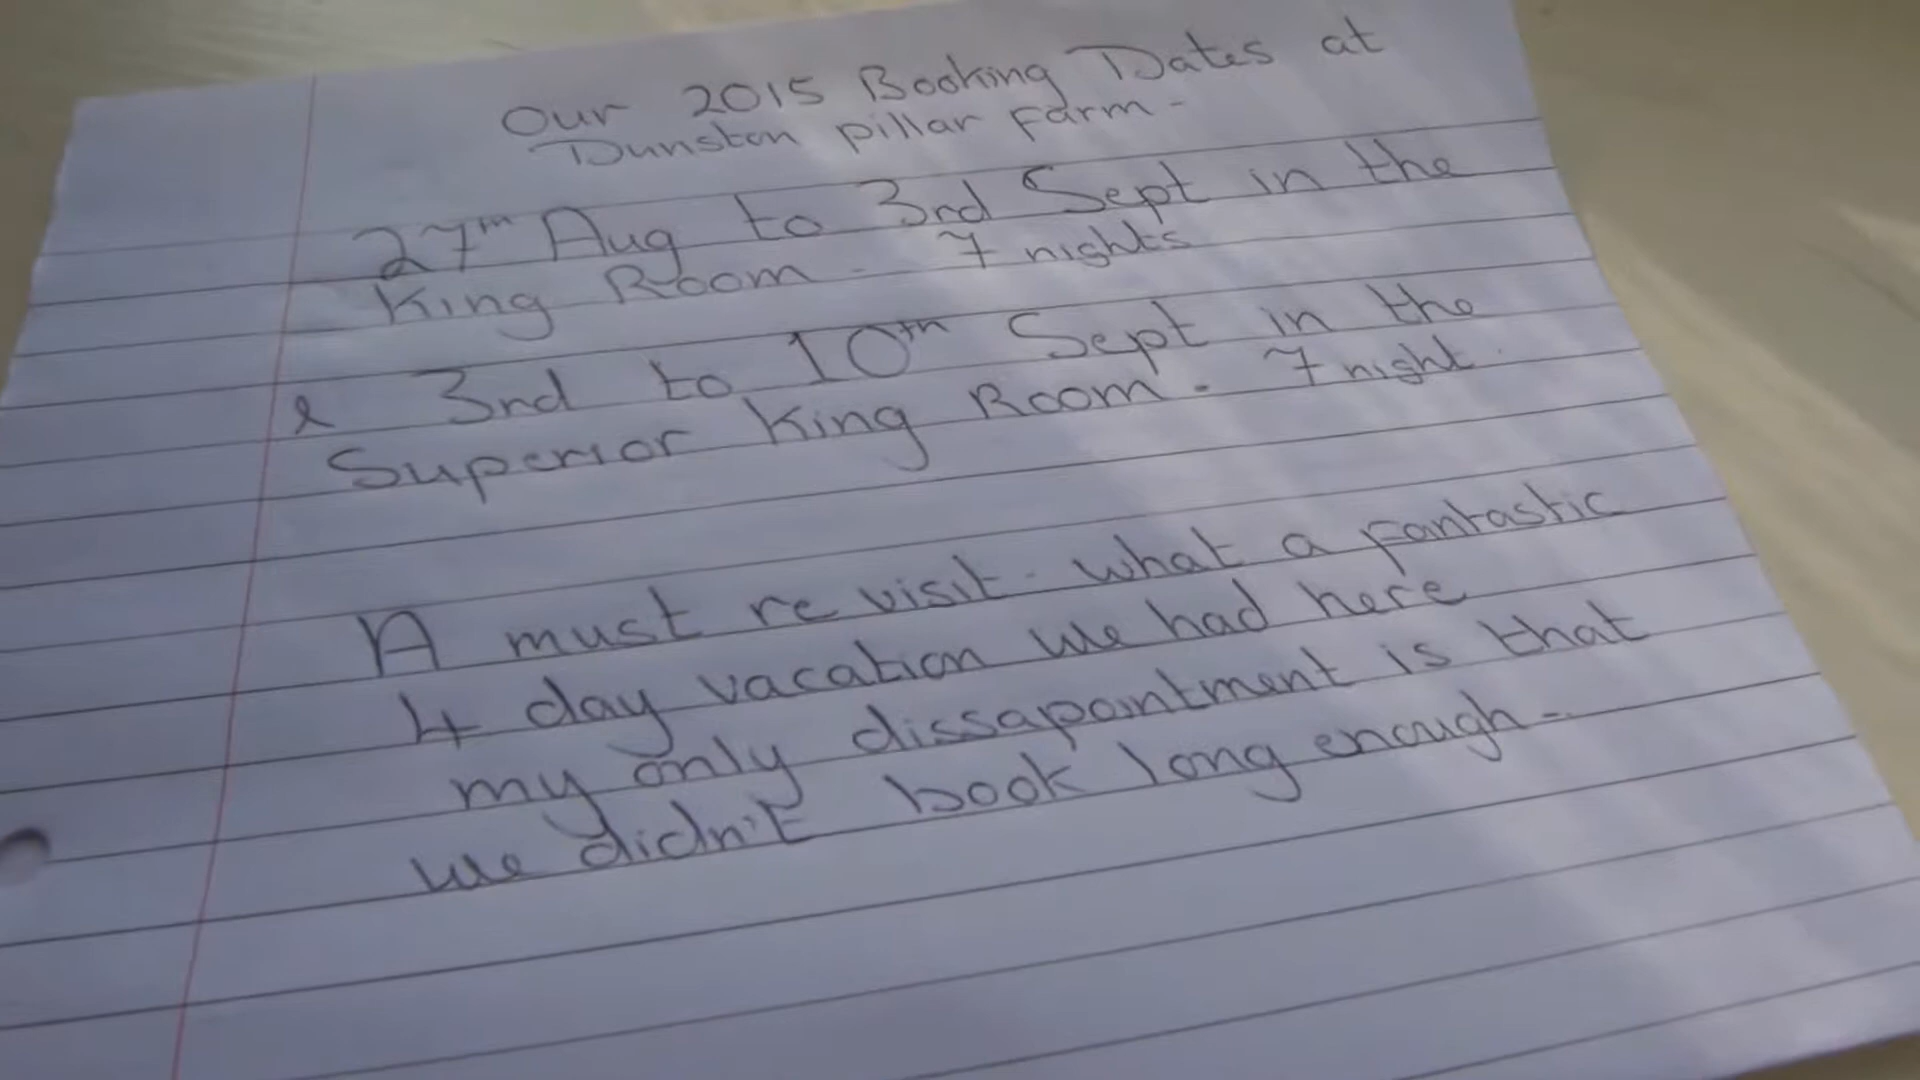 Our 2015 Booking Dates at
Dunston pillar Farm -
27th Aug to 3rd Sept in the
King Room - 7 nights
& 3rd to 10th Sept in the
Superior King Room - 7 night.
A must re visit - what a fantastic
4 day vacation we had here
my only dissapointment is that
we didn't book long enough -